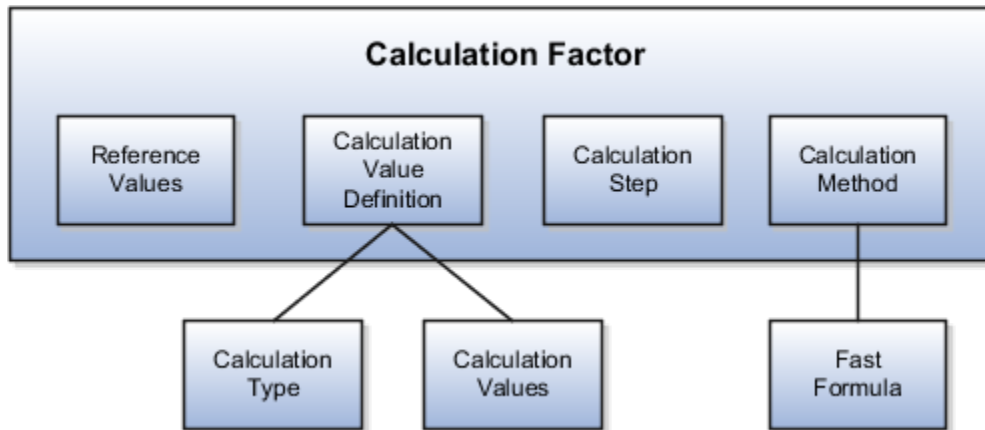 Calculation Factor
Reference
Values
Calculation
Value
Definition
Calculation
Step
Calculation
Method
Calculation
Type
Calculation
Values
Fast
Formula